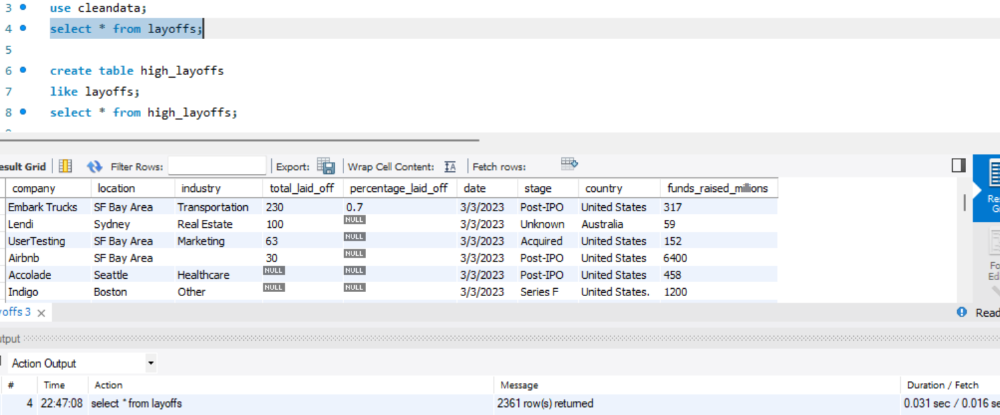 3 use cleandata;
4 select * from layoffs;
5
6 create table high_layoffs
7 like layoffs;
8 select * from high_layoffs;
esult Grid Filter Rows: Export: Wrap Cell Content: Fetch rows:
company location industry total_laid_off percentage_laid_off date stage country funds_raised_millions
Embark Trucks SF Bay Area Transportation 230 0.7 3/3/2023 Post-IPO United States 317
Lendi Sydney Real Estate 100 NULL 3/3/2023 Unknown Australia 59
UserTesting SF Bay Area Marketing 63 NULL 3/3/2023 Acquired United States 152
Airbnb SF Bay Area 30 NULL 3/3/2023 Post-IPO United States 6400
Accolade Seattle Healthcare NULL NULL 3/3/2023 Post-IPO United States 458
Indigo Boston Other NULL NULL 3/3/2023 Series F United States. 1200
Res
Gr
Fo
Edi
yoffs 3 Read
utput
Action Output
# Time Action Message Duration / Fetch
4 22:47:08 select * from layoffs 2361 row(s) returned 0.031 sec / 0.016 se